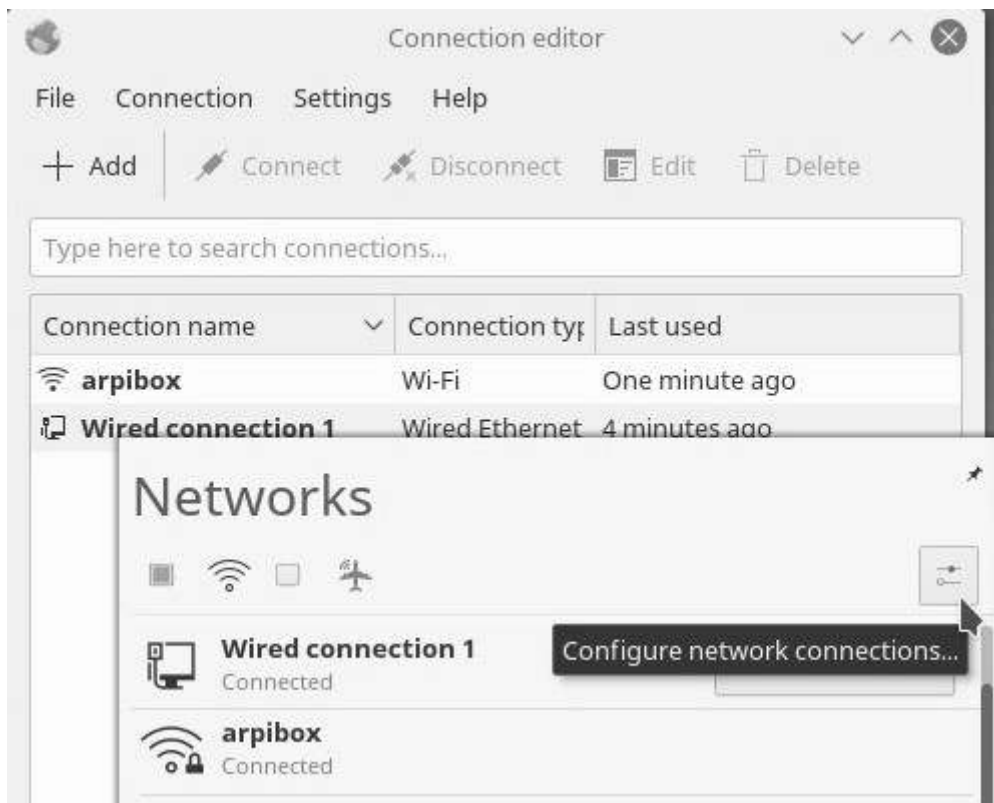 Connection editor
File Connection Settings Help
Add Connect Disconnect Edit Delete
Type here to search connections...
Connection name Connection typ Last used
arpibox Wi-Fi One minute ago
Wired connection 1 Wired Ethernet 4 minutes ago
Networks
Wired connection 1
Configure network connections...
Connected
arpibox
Connected